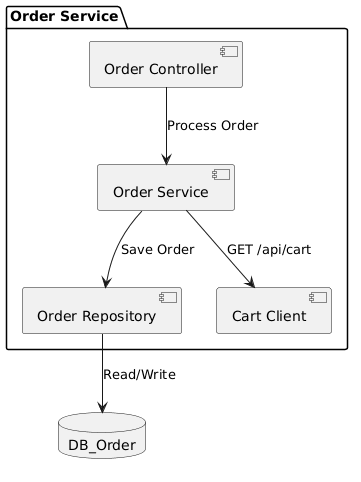 Order Service
Order Controller
Process Order
Order Service
Save Order
GET /api/cart
Order Repository
Cart Client
Read/Write
DB_Order